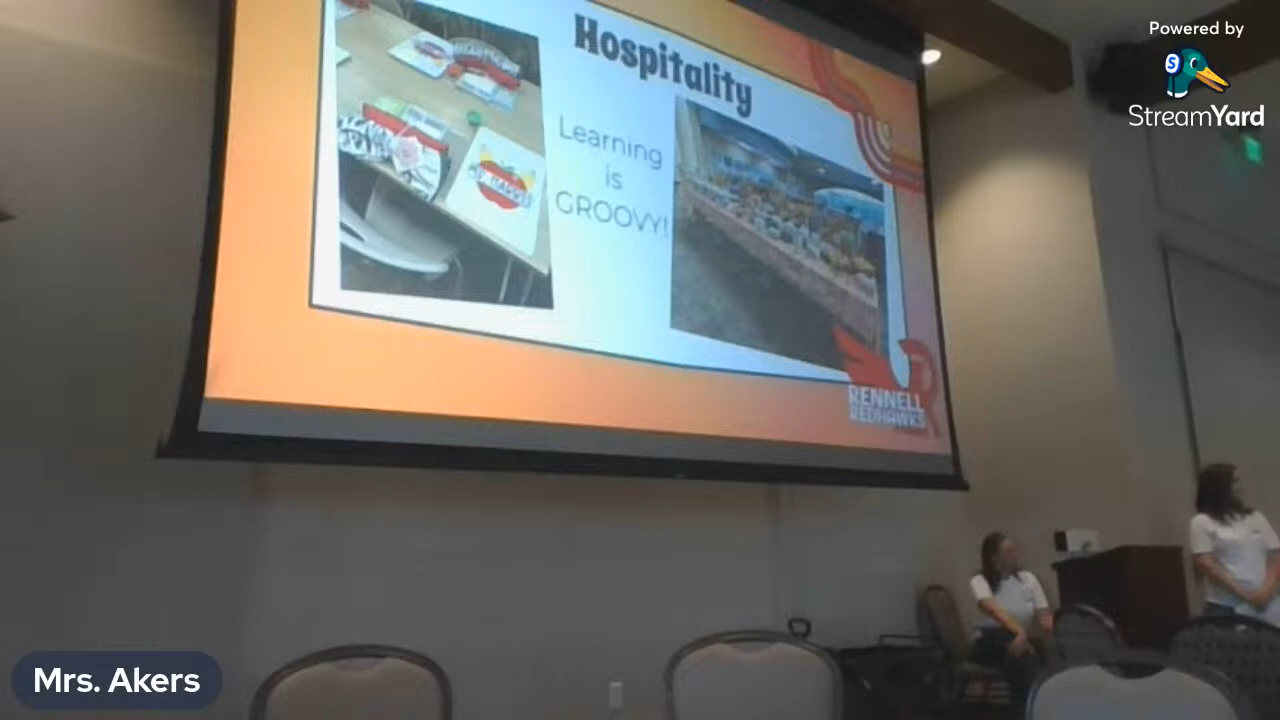 Powered by
StreamYard
Hospitality
Learning
is
GROOVY!
RENNELL
REDHAWKS
Mrs. Akers